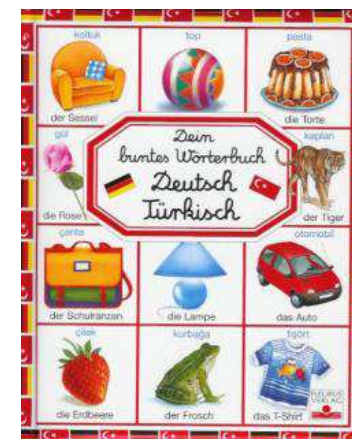 koltuk
top
pasta
der Sessel
die Torte
gül
kaplan
Dein
buntes Wörterbuch
Deutsch
Türkisch
die Rose
der Tiger
çanta
otomobil
der Schulranzen
die Lampe
das Auto
çilek
kurbağa
tişört
die Erdbeere
der Frosch
das T-Shirt
FLEURUS
VERLAG